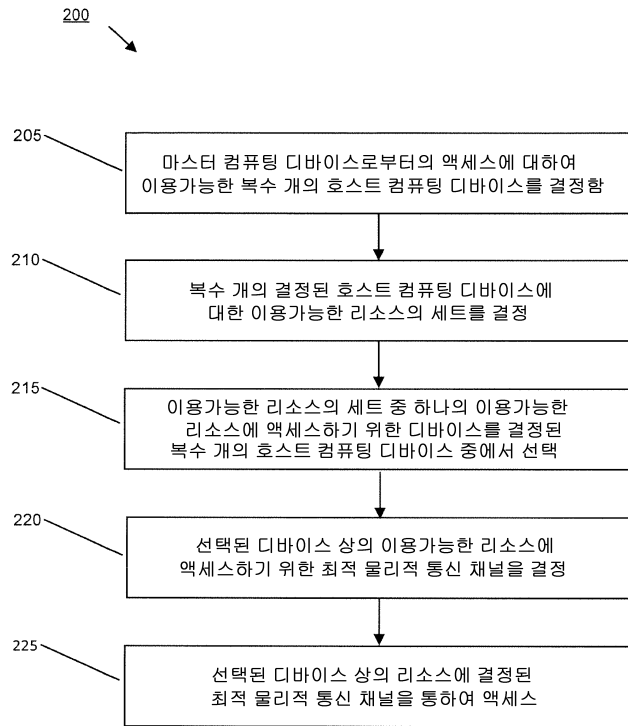 200
205
마스터 컴퓨팅 디바이스로부터의 액세스에 대하여
이용가능한 복수 개의 호스트 컴퓨팅 디바이스를 결정함
210
복수 개의 결정된 호스트 컴퓨팅 디바이스에
대한 이용가능한 리소스의 세트를 결정
215
이용가능한 리소스의 세트 중 하나의 이용가능한
리소스에 액세스하기 위한 디바이스를 결정된
복수 개의 호스트 컴퓨팅 디바이스 중에서 선택
220
선택된 디바이스 상의 이용가능한 리소스에
액세스하기 위한 최적 물리적 통신 채널을 결정
225
선택된 디바이스 상의 리소스에 결정된
최적 물리적 통신 채널을 통하여 액세스